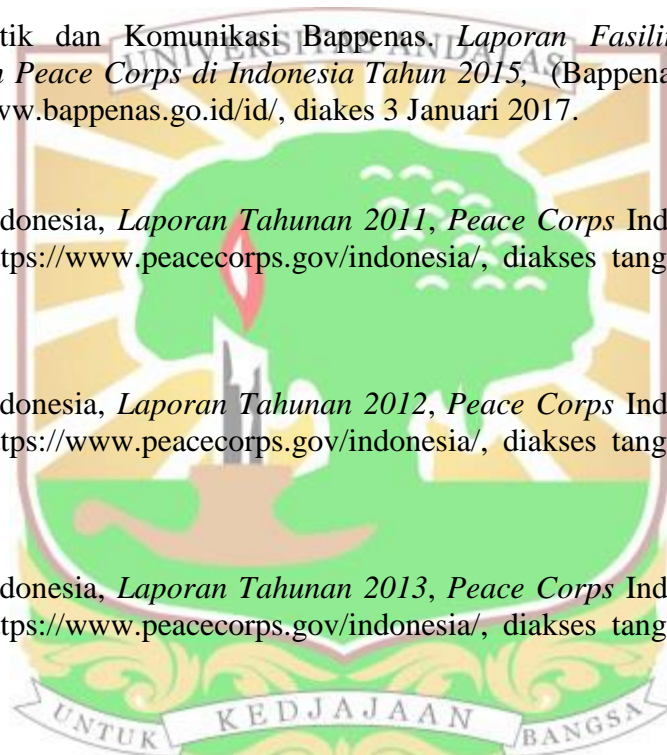 tik dan Komunikasi Bappenas. Laporan Fasili
n Peace Corps di Indonesia Tahun 2015, (Bappena
ww.bappenas.go.id/id/, diakes 3 Januari 2017.
donesia, Laporan Tahunan 2011, Peace Corps Ind
tps://www.peacecorps.gov/indonesia/, diakses tang
donesia, Laporan Tahunan 2012, Peace Corps Ind
tps://www.peacecorps.gov/indonesia/, diakses tang
donesia, Laporan Tahunan 2013, Peace Corps Ind
tps://www.peacecorps.gov/indonesia/, diakses tang
UNIVERSITAS ANDALAS
UNTUK KEDJAJAAN BANGSA